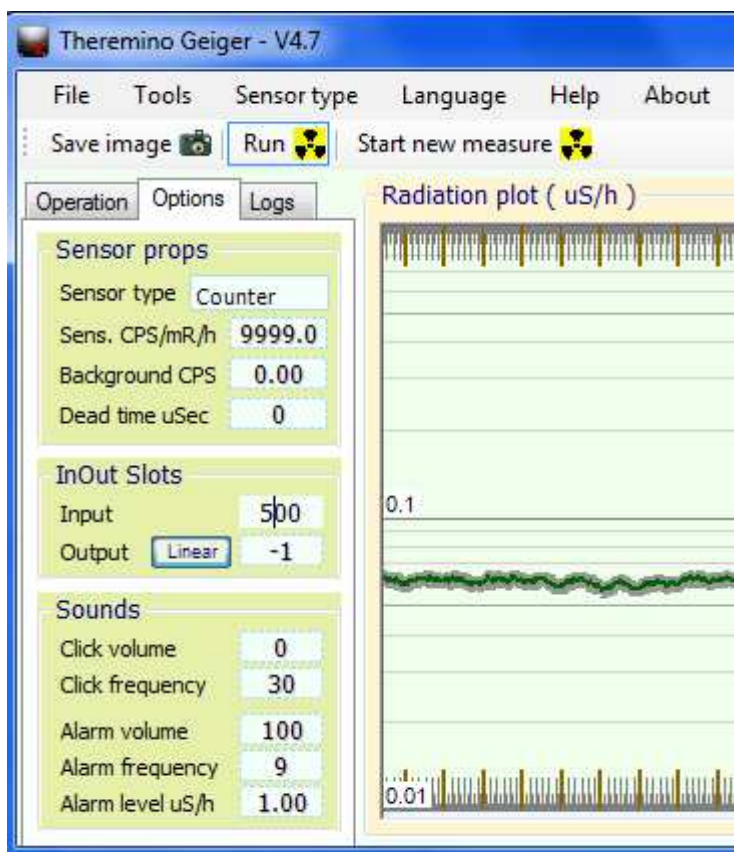 Theremino Geiger - V4.7
File Tools Sensor type Language Help About
Save image Run Start new measure
Operation Options Logs
Sensor props
Sensor type Counter
Sens. CPS/mR/h 9999.0
Background CPS 0.00
Dead time uSec 0
InOut Slots
Input 500
Output Linear -1
Sounds
Click volume 0
Click frequency 30
Alarm volume 100
Alarm frequency 9
Alarm level uS/h 1.00
Radiation plot ( uS/h )
0.1
0.01